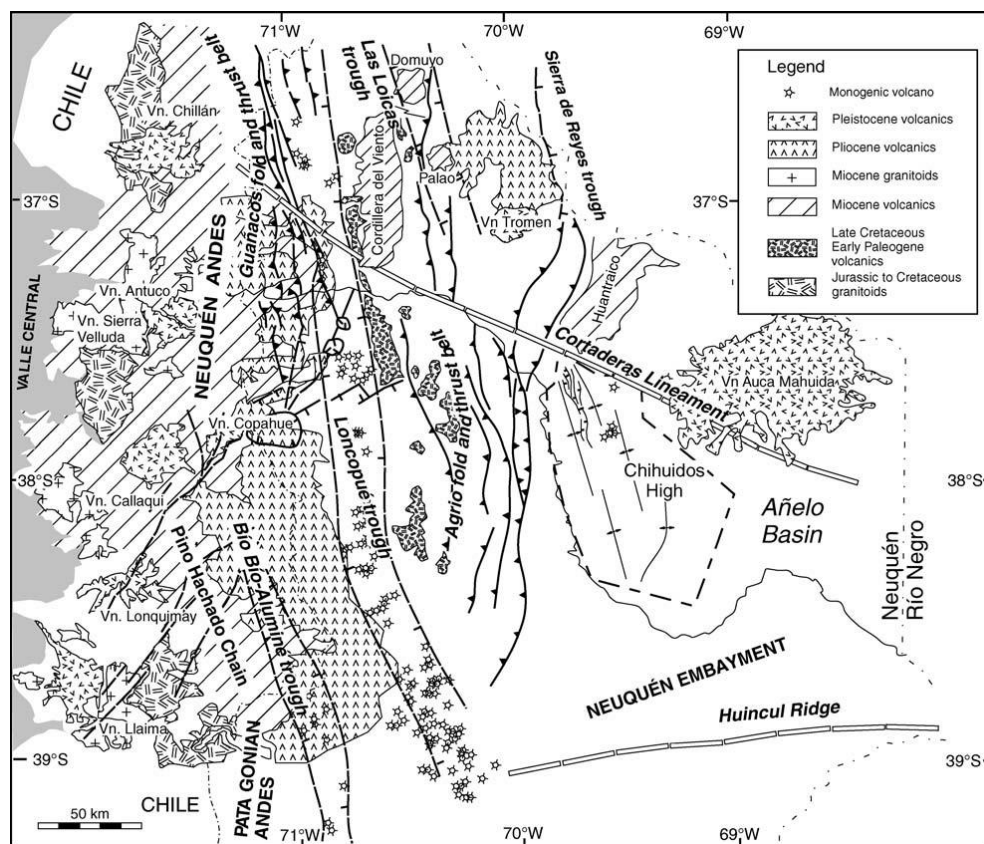 71°W
70°W
69°W
CHILE
Vn. Chillán
Guañacos fold and thrust belt
Las Loicas
trough
Domuyo
Cordillera del Viento
Palao
Vn Tromen
Sierra de Reyes trough
Legend
Monogenic volcano
Pleistocene volcanics
Pliocene volcanics
Miocene granitoids
Miocene volcanics
Late Cretaceous
Early Paleogene
volcanics
Jurassic to Cretaceous
granitoids
37°S
37°S
VALLE CENTRAL
NEUQUÉN ANDES
Vn. Antuco
Vn. Sierra
Velluda
Huantraico
Cortaderas Lineament
Vn Auca Mahuida
Vn. Copahue
Loncopué trough
Agrio fold and thrust belt
Chihuidos
High
38°S
38°S
Vn. Callaqui
Añelo
Basin
Pino Hachado Chain
Bío Bío-Alumine trough
Vn. Lonquimay
Neuquén
Río Negro
NEUQUÉN EMBAYMENT
Huincul Ridge
Vn. Llaima
39°S
39°S
PATA GONIAN
ANDES
CHILE
50 km
71°W
70°W
69°W